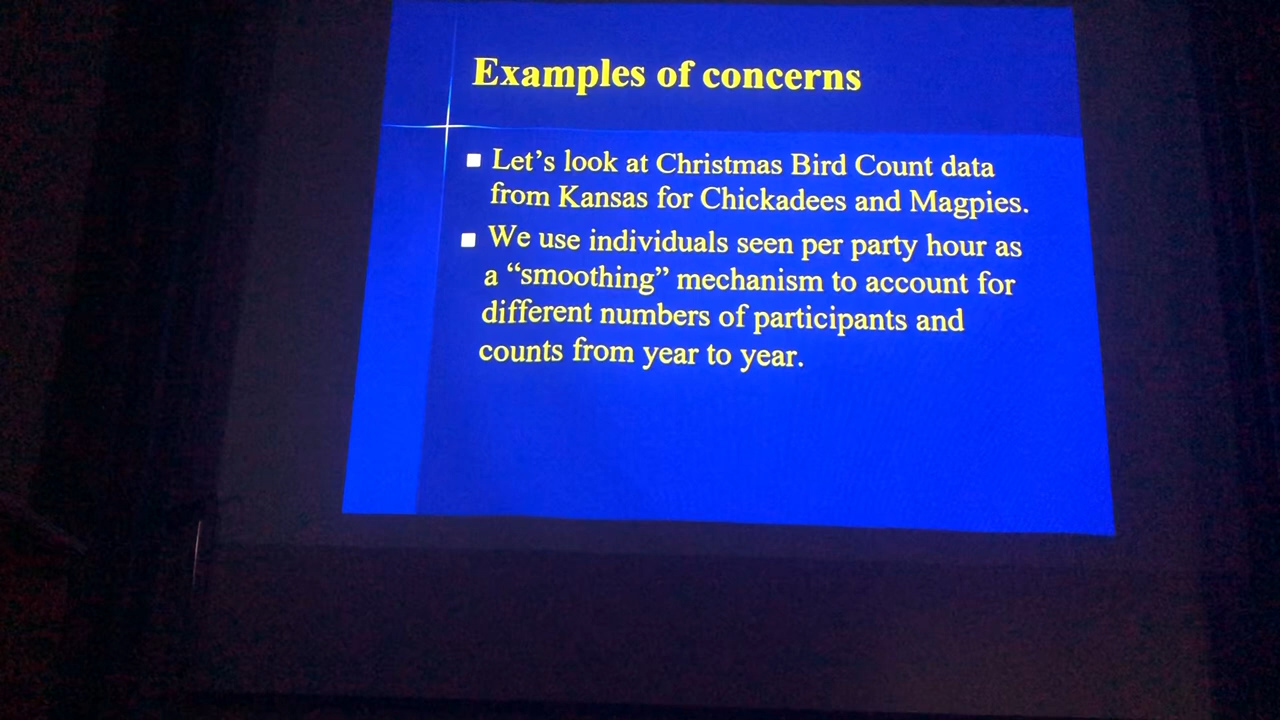 Examples of concerns
Let’s look at Christmas Bird Count data
from Kansas for Chickadees and Magpies.
We use individuals seen per party hour as
a “smoothing” mechanism to account for
different numbers of participants and
counts from year to year.